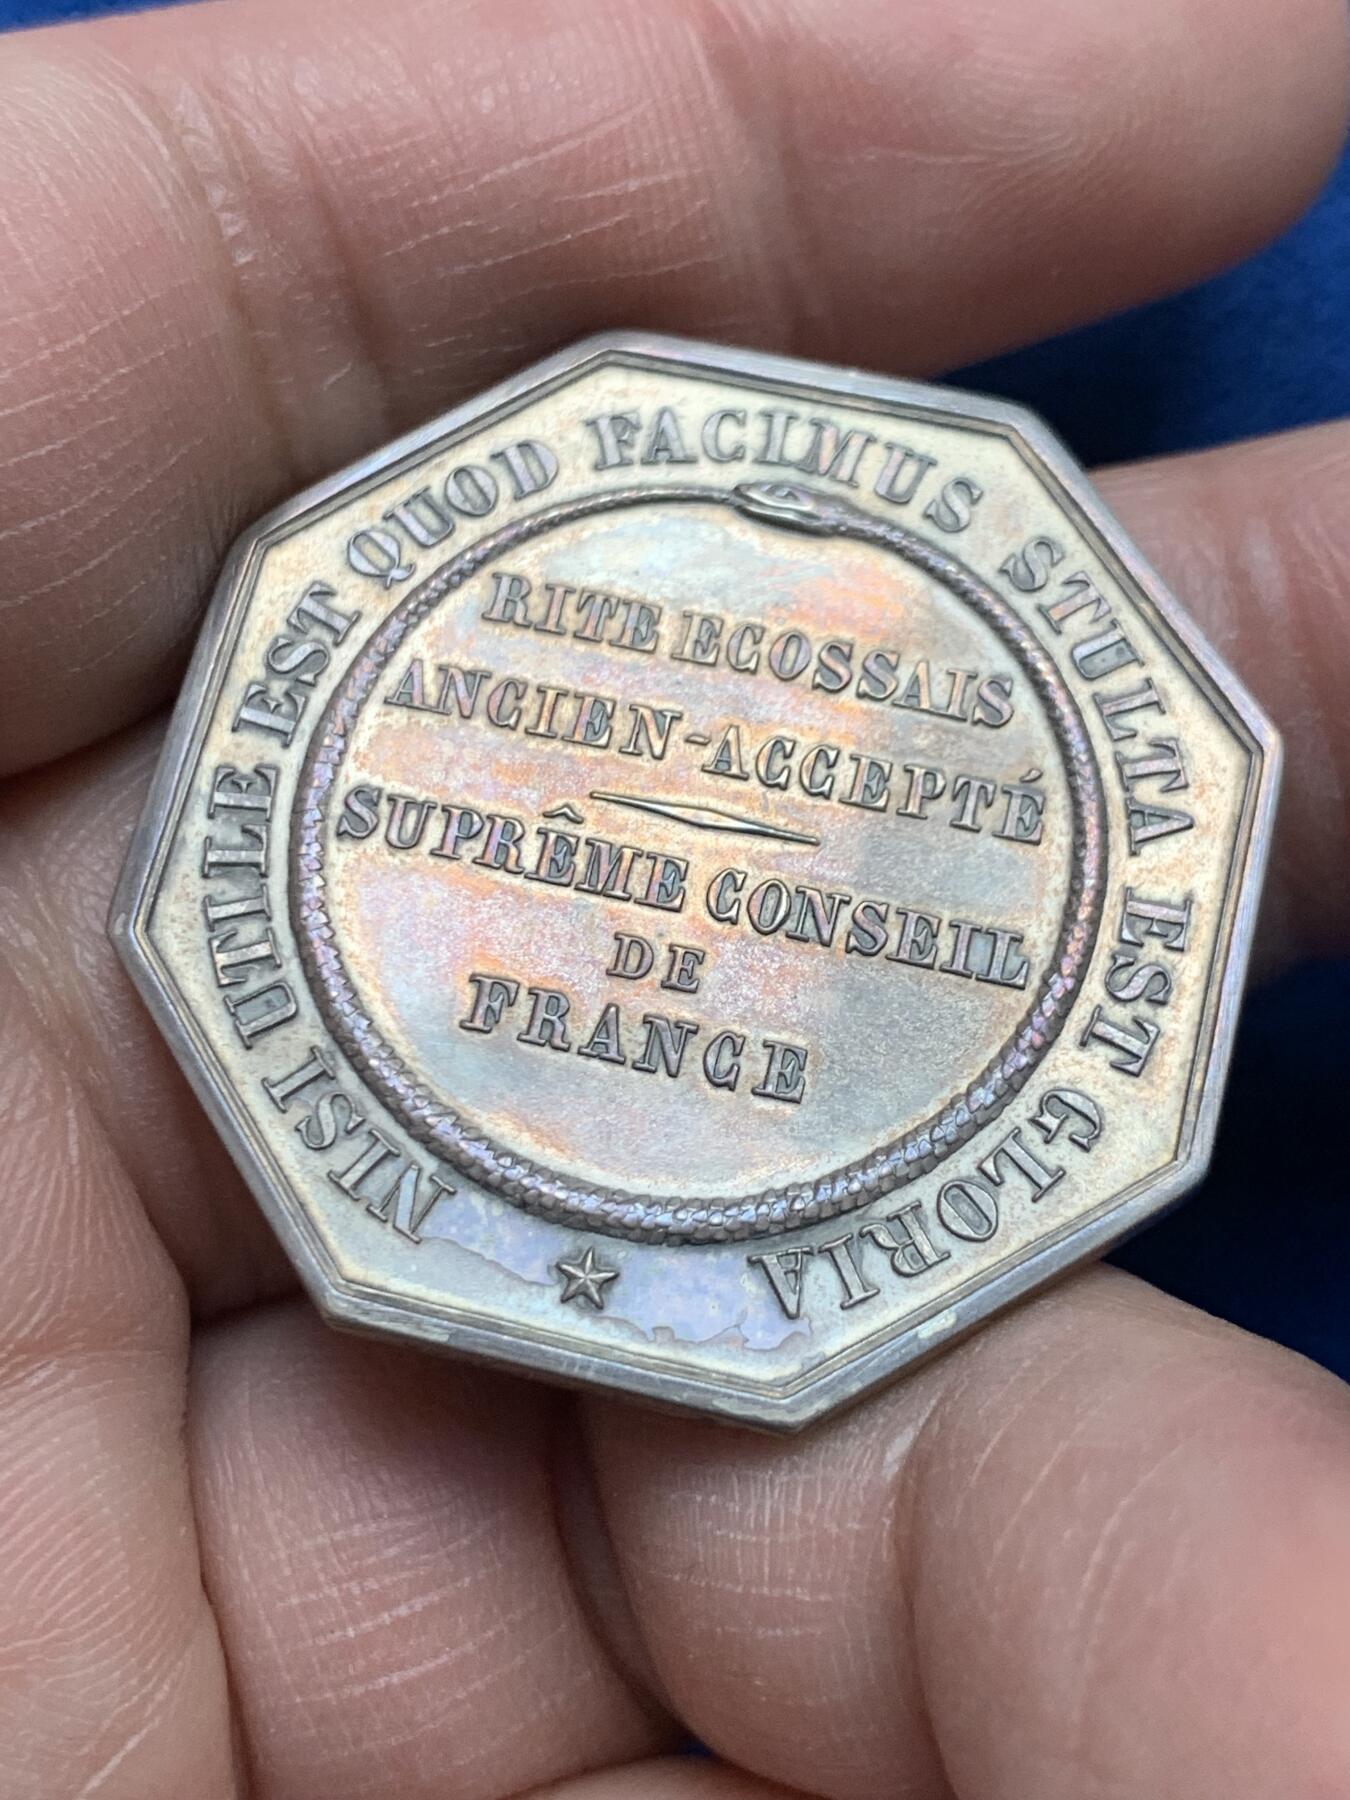 NISI UTILE EST QUOD FACIMUS STULTA EST GLORIA
RITE ECOSSAIS
ANCIEN-ACCEPTÉ
SUPRÊME CONSEIL
DE
FRANCE